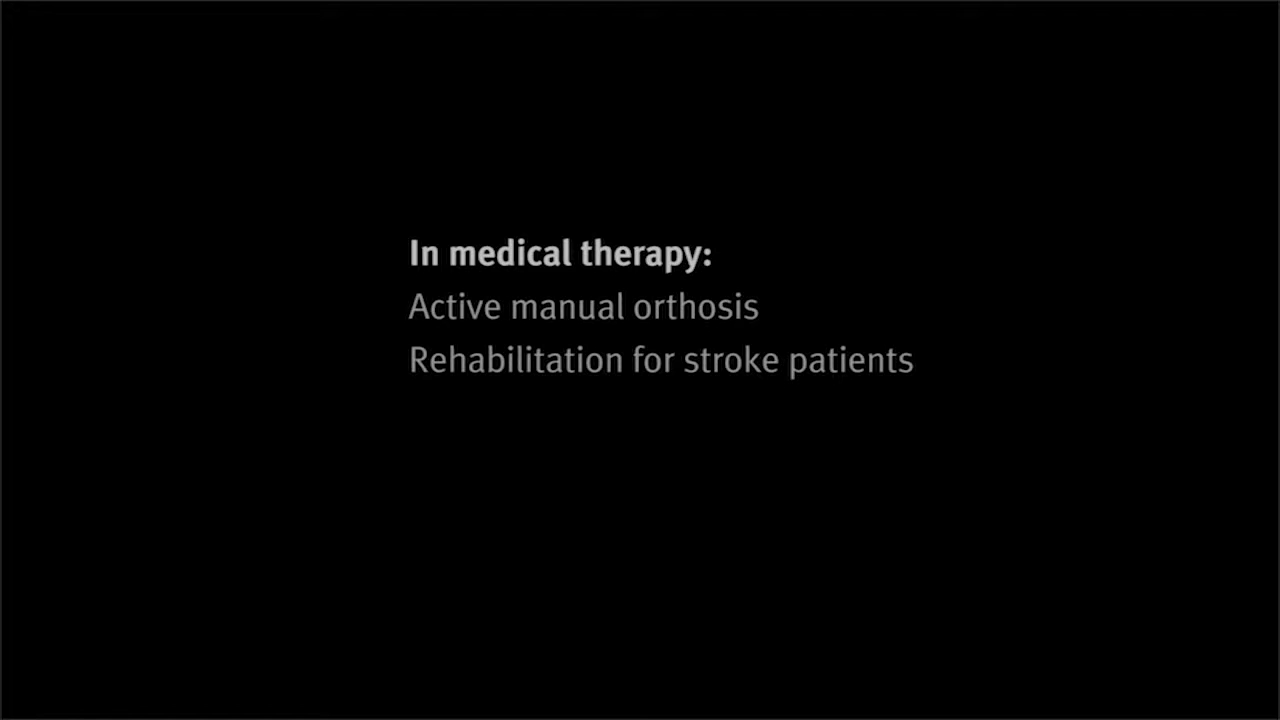 In medical therapy:
Active manual orthosis
Rehabilitation for stroke patients